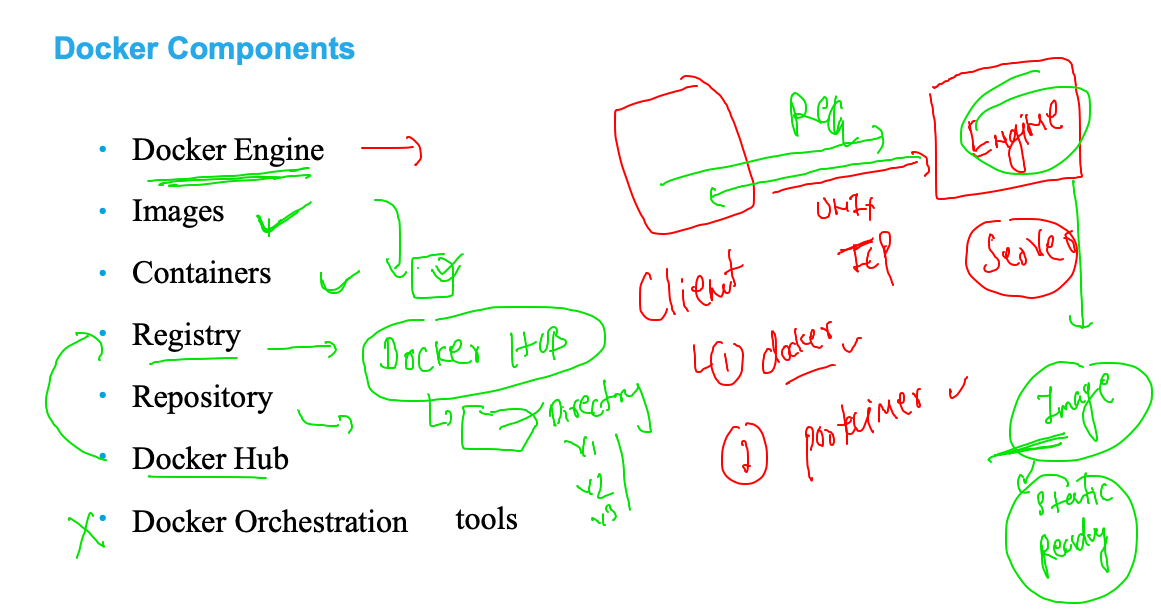 Docker Components
• Docker Engine
• Images
• Containers
• Registry
• Repository
• Docker Hub
• Docker Orchestration tools
Docker HUB
Directory
v1
v2
v3
Req
Engine
UNIX
TCP
Server
Client
① docker
② portainer
Image
Static
Ready